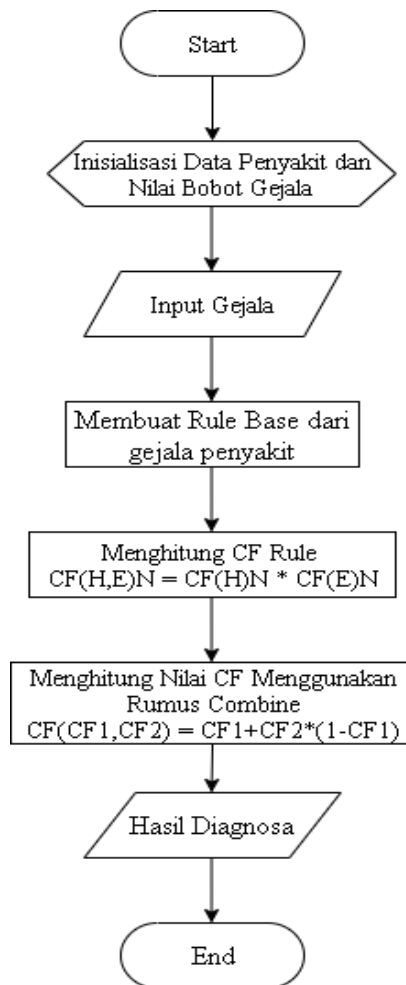 Start
Inisialisasi Data Penyakit dan
Nilai Bobot Gejala
Input Gejala
Membuat Rule Base dari
gejala penyakit
Menghitung CF Rule
CF(H,E)N = CF(H)N * CF(E)N
Menghitung Nilai CF Menggunakan
Rumus Combine
CF(CF1,CF2) = CF1+CF2*(1-CF1)
Hasil Diagnosa
End